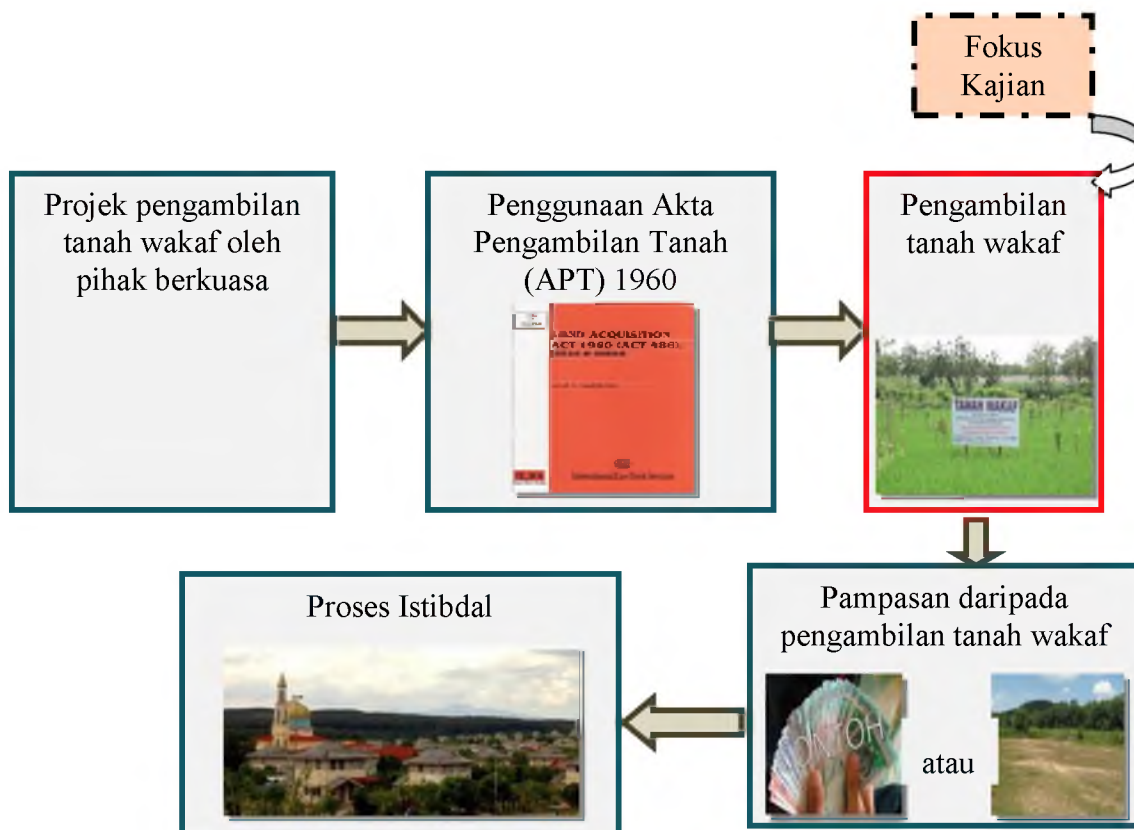 Fokus
Kajian
Projek pengambilan
tanah wakaf oleh
pihak berkuasa
Penggunaan Akta
Pengambilan Tanah
(APT) 1960
LAND ACQUISITION
ACT 1960 (ACT 486)
Pengambilan
tanah wakaf
TANAH WAKAF
Proses Istibdal
Pampasan daripada
pengambilan tanah wakaf
CONTOH
atau